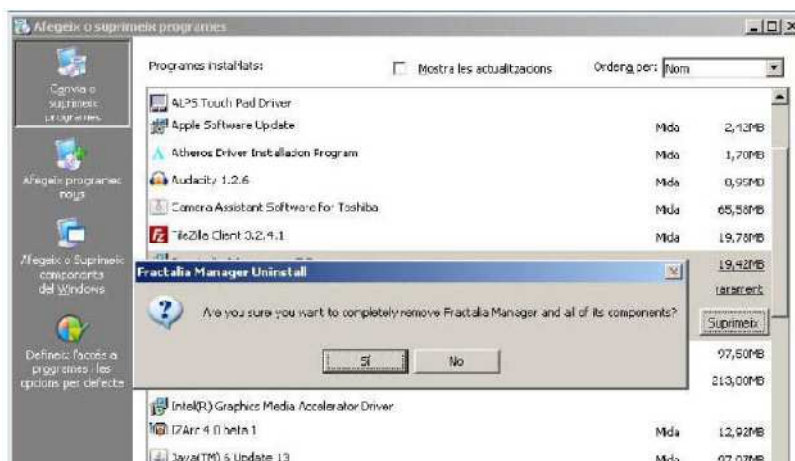 Afegeix o suprimeix programes
Canvia o
suprimeix
programes
Programes instal·lats:
Mostra les actualitzacions
Ordena per:
Nom
ALPS Touch Pad Driver
Apple Software Update
Mida
2,43MB
Atheros Driver Installation Program
Mida
1,70MB
Audacity 1.2.6
Mida
0,95MB
Camera Assistant Software for Toshiba
Mida
65,58MB
FileZilla Client 3.2.4.1
Mida
19,78MB
19,42MB
rarament
Suprimeix
97,50MB
213,00MB
Afegeix programes
nous
Afegeix o Suprimeix
components
del Windows
Defineix l'accés a
programes i les
opcions per defecte
Fractalia Manager Uninstall
Are you sure you want to completely remove Fractalia Manager and all of its components?
Sí
No
Intel(R) Graphics Media Accelerator Driver
IZArc 4.0 beta 1
Mida
12,92MB
Java(TM) 6 Update 13
Mida
97,07MB